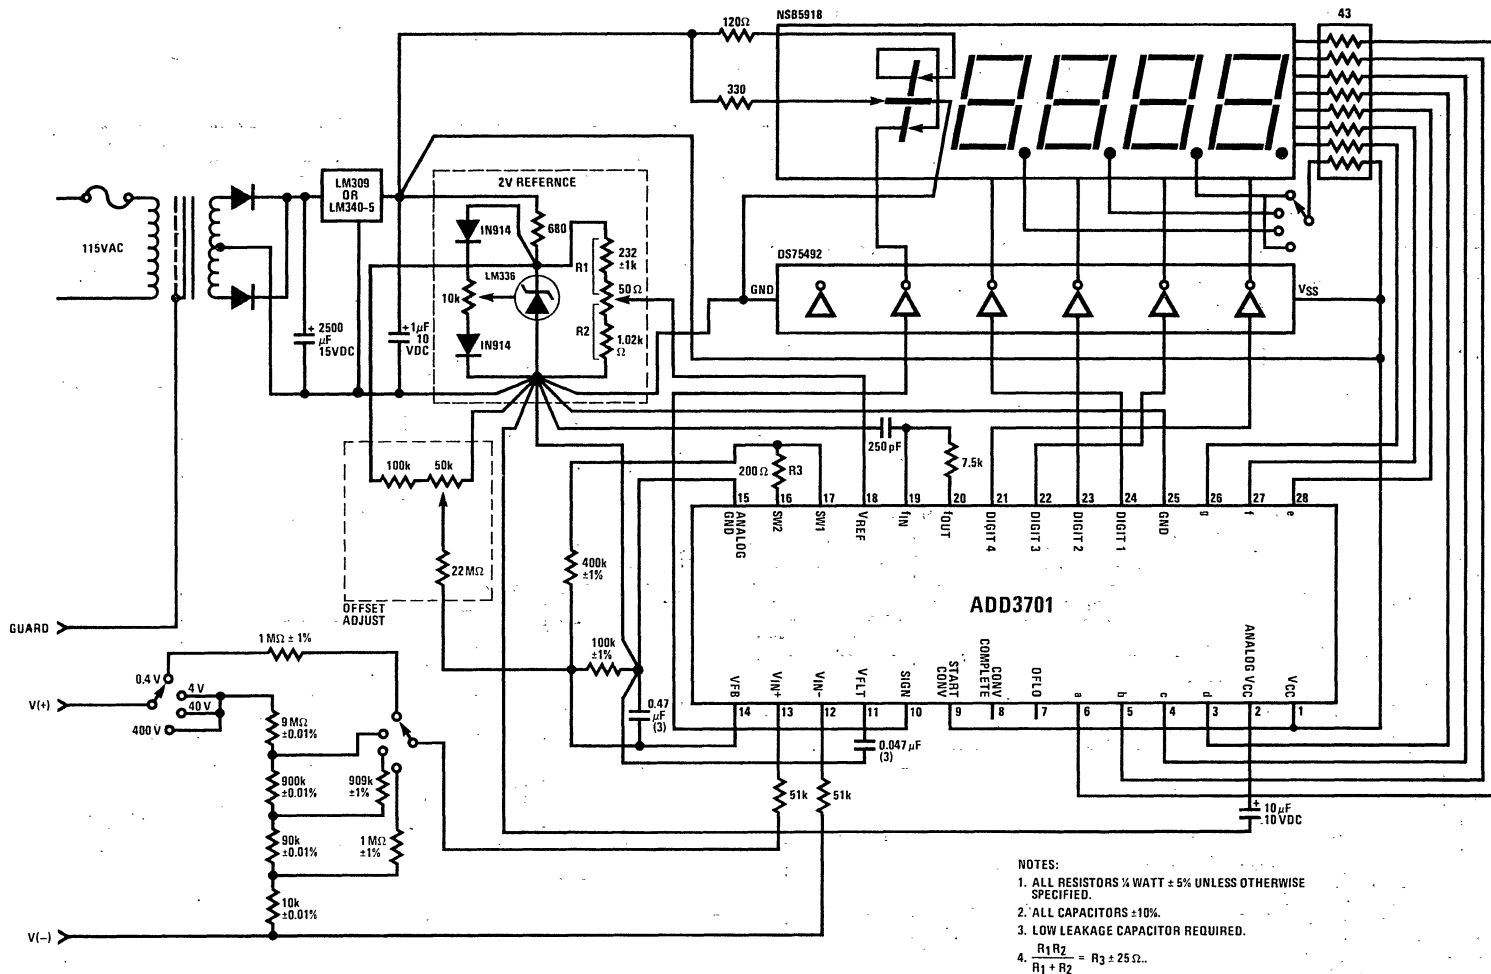 NSB5918
43
120Ω
330
2V REFERNCE
LM309
OR
LM340-5
115VAC
IN914
680
LM336
10k
IN914
R1
R2
232
±1k
50Ω
1.02k
Ω
+
2500
µF
15VDC
+1µF
10
VDC
DS75492
GND
VSS
250pF
7.5k
100k
50k
22MΩ
OFFSET
ADJUST
200Ω
R3
400k
±1%
100k
±1%
15
16
17
18
19
20
21
22
23
24
25
26
27
28
ANALOG
GND
SW2
SW1
VREF
fIN
fOUT
DIGIT 4
DIGIT 3
DIGIT 2
DIGIT 1
GND
g
f
e
ADD3701
VFB
VIN+
VIN-
VFLT
SIGN
START
CONV
CONV
COMPLETE
OFLO
a
b
c
d
ANALOG VCC
VCC
14
13
12
11
10
9
8
7
6
5
4
3
2
1
0.47
µF
(3)
0.047µF
(3)
51k
51k
+
10µF
10VDC
GUARD
1MΩ ± 1%
0.4V
4V
40V
400V
V(+)
9MΩ
±0.01%
900k
±0.01%
909k
±1%
90k
±0.01%
1MΩ
±1%
10k
±0.01%
V(−)
NOTES:
1. ALL RESISTORS ¼ WATT ± 5% UNLESS OTHERWISE
SPECIFIED.
2. ALL CAPACITORS ±10%.
3. LOW LEAKAGE CAPACITOR REQUIRED.
4. R1R2 / R1 + R2 = R3 ± 25Ω..